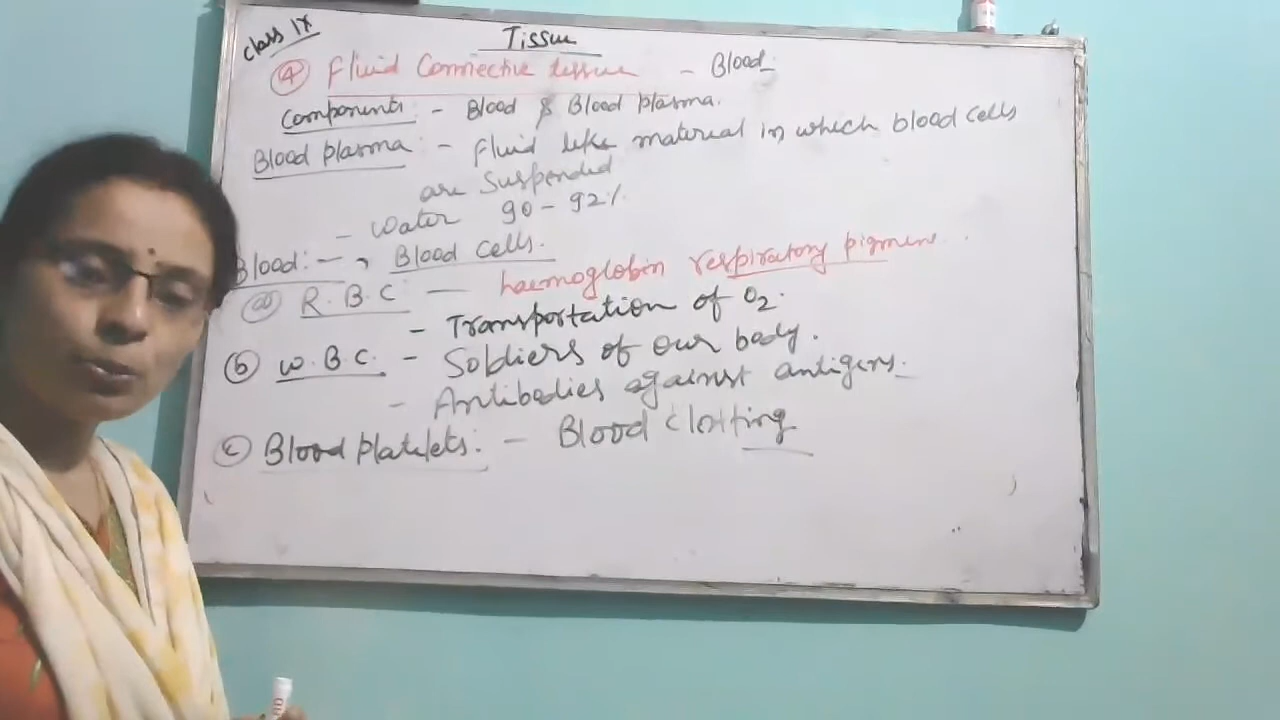 class IX
Tissue
④ Fluid Connective tissue - Blood
Components :- Blood & Blood plasma.
Blood plasma :- Fluid like material in which blood cells
are suspended
- Water 90-92%
Blood:- , Blood cells.
ⓐ R.B.C — haemoglobin respiratory pigment
- Transportation of O₂.
ⓑ W.B.C. - Soldiers of our body.
- Antibodies against antigens.
ⓒ Blood platelets. - Blood clotting